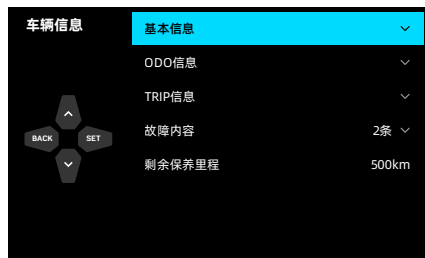 车辆信息
基本信息
ODO信息
TRIP信息
BACK
SET
故障内容 2条
剩余保养里程 500km